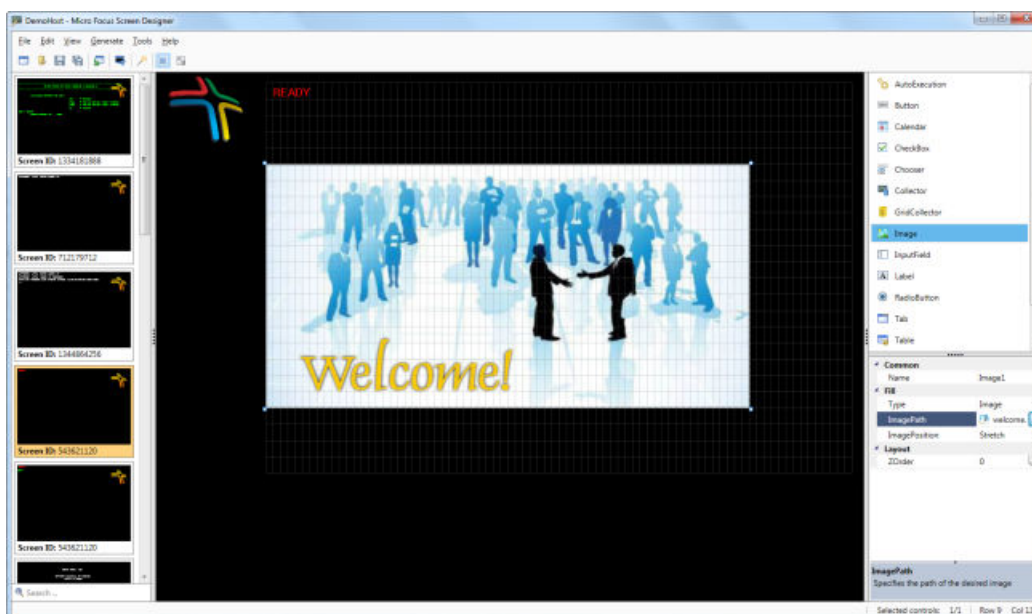 DemoHost - Micro Focus Screen Designer
File Edit View Generate Tools Help
Screen ID: 1334181888
Screen ID: 712179712
Screen ID: 1344864256
Screen ID: 543621120
Screen ID: 543621120
Search...
READY
Welcome!
AutoExecution
Button
Calendar
CheckBox
Chooser
Collector
GridCollector
Image
InputField
Label
RadioButton
Tab
Table
Common
Name Image1
Fill
Type Image
ImagePath welcome.
ImagePosition Stretch
Layout
ZOrder 0
ImagePath
Specifies the path of the desired image
Selected controls: 1/1 Row 9 Col 1